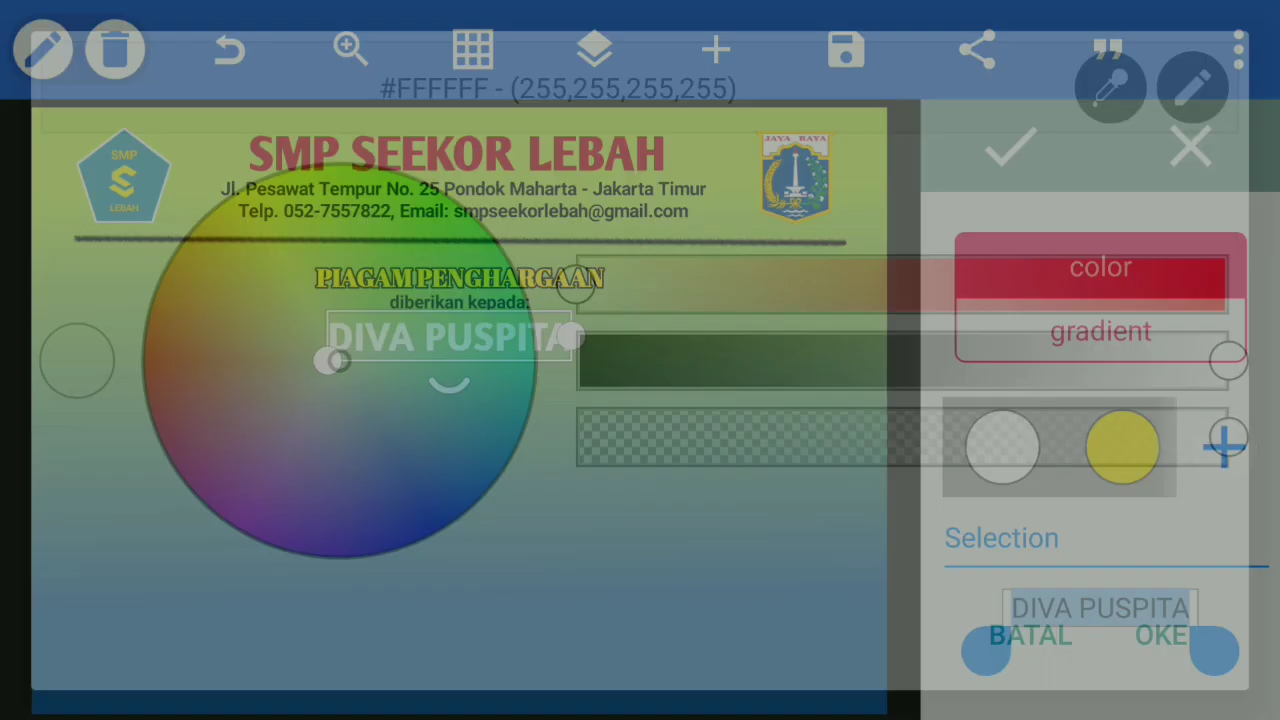 #FFFFFF - (255,255,255,255)
SMP
LEBAH
SMP SEEKOR LEBAH
Jl. Pesawat Tempur No. 25 Pondok Maharta - Jakarta Timur
Telp. 052-7557822, Email: smpseekorlebah@gmail.com
JAYA RAYA
PIAGAM PENGHARGAAN
diberikan kepada:
DIVA PUSPITA
color
gradient
Selection
DIVA PUSPITA
BATAL
OKE